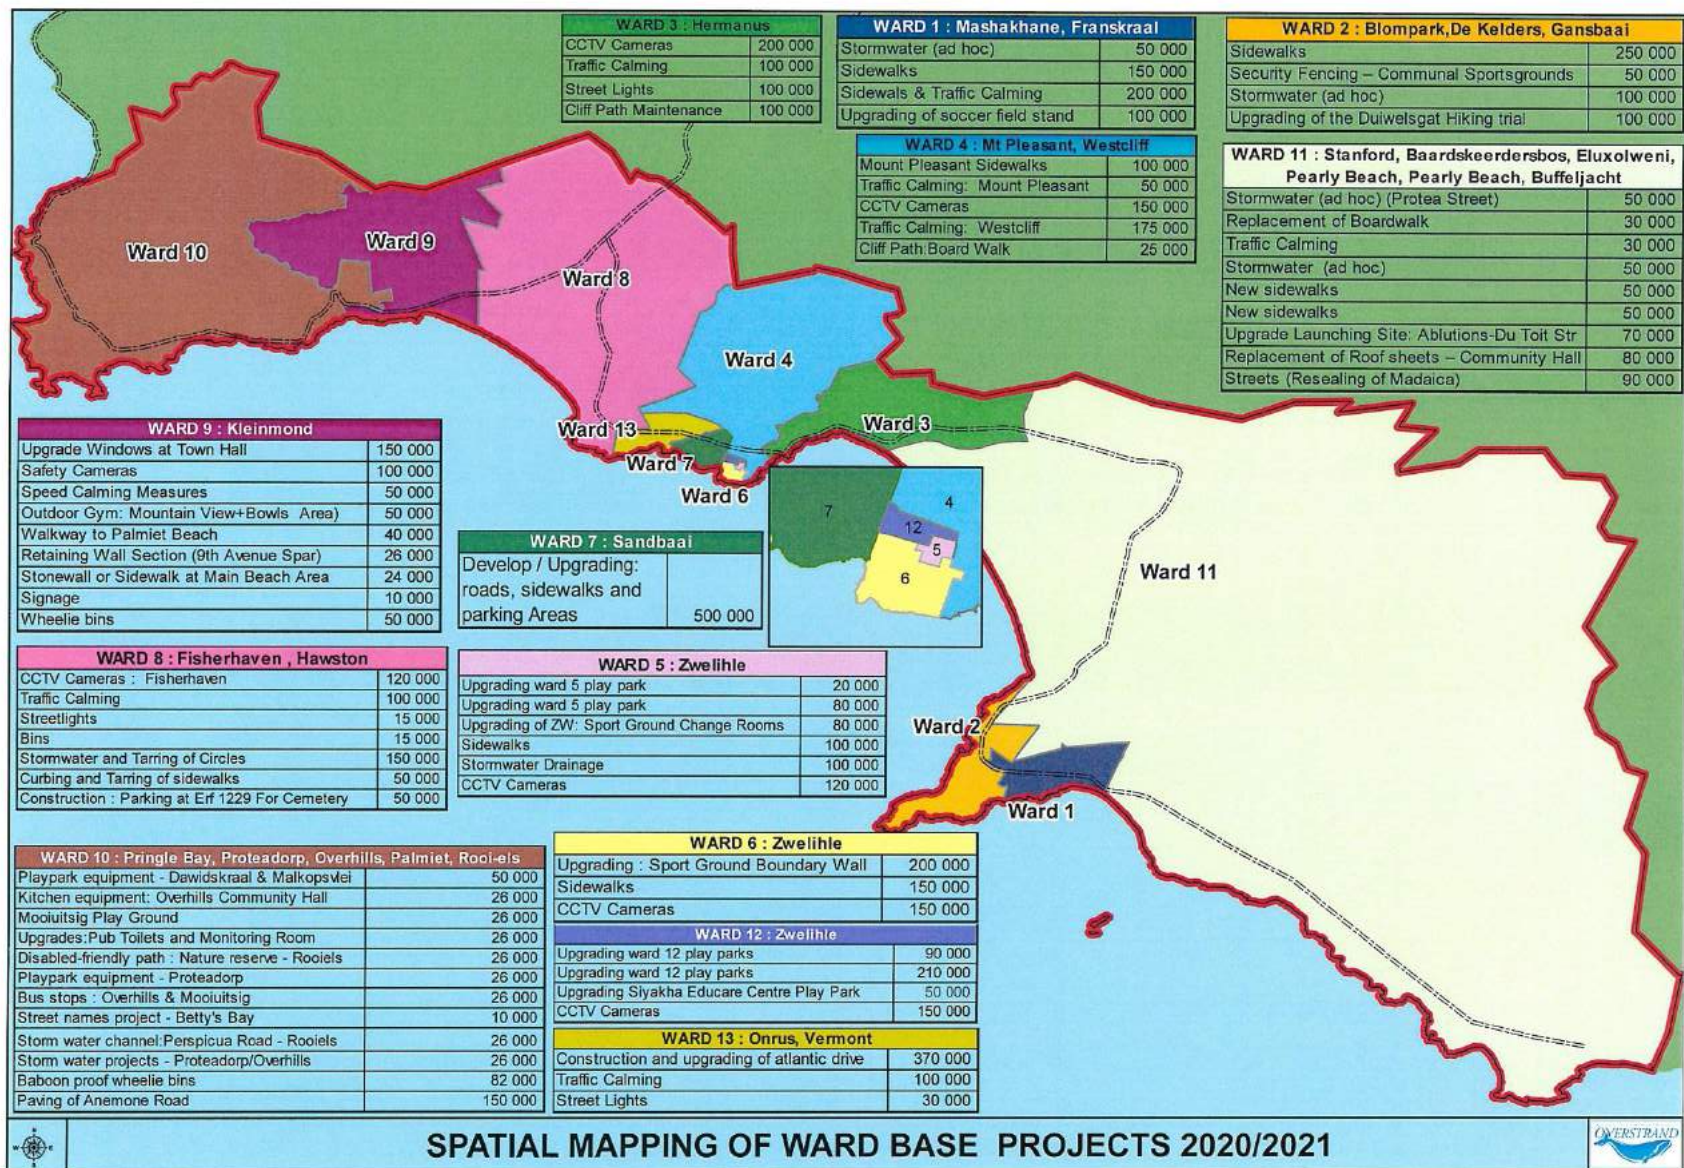 WARD 3 : Hermanus
CCTV Cameras 200 000
Traffic Calming 100 000
Street Lights 100 000
Cliff Path Maintenance 100 000
WARD 1 : Mashakhane, Franskraal
Stormwater (ad hoc) 50 000
Sidewalks 150 000
Sidewals & Traffic Calming 200 000
Upgrading of soccer field stand 100 000
WARD 2 : Blompark,De Kelders, Gansbaai
Sidewalks 250 000
Security Fencing – Communal Sportsgrounds 50 000
Stormwater (ad hoc) 100 000
Upgrading of the Duiwelsgat Hiking trial 100 000
WARD 4 : Mt Pleasant, Westcliff
Mount Pleasant Sidewalks 100 000
Traffic Calming: Mount Pleasant 50 000
CCTV Cameras 150 000
Traffic Calming: Westcliff 175 000
Cliff Path:Board Walk 25 000
WARD 11 : Stanford, Baardskeerdersbos, Eluxolweni,
Pearly Beach, Pearly Beach, Buffeljacht
Stormwater (ad hoc) (Protea Street) 50 000
Replacement of Boardwalk 30 000
Traffic Calming 30 000
Stormwater (ad hoc) 50 000
New sidewalks 50 000
New sidewalks 50 000
Upgrade Launching Site: Ablutions-Du Toit Str 70 000
Replacement of Roof sheets – Community Hall 80 000
Streets (Resealing of Madaica) 90 000
Ward 10
Ward 9
Ward 8
Ward 4
Ward 3
Ward 13
Ward 7
Ward 6
Ward 11
Ward 2
Ward 1
7
4
12
5
6
WARD 9 : Kleinmond
Upgrade Windows at Town Hall 150 000
Safety Cameras 100 000
Speed Calming Measures 50 000
Outdoor Gym: Mountain View+Bowls Area) 50 000
Walkway to Palmiet Beach 40 000
Retaining Wall Section (9th Avenue Spar) 26 000
Stonewall or Sidewalk at Main Beach Area 24 000
Signage 10 000
Wheelie bins 50 000
WARD 7 : Sandbaai
Develop / Upgrading:
roads, sidewalks and
parking Areas 500 000
WARD 8 : Fisherhaven , Hawston
CCTV Cameras : Fisherhaven 120 000
Traffic Calming 100 000
Streetlights 15 000
Bins 15 000
Stormwater and Tarring of Circles 150 000
Curbing and Tarring of sidewalks 50 000
Construction : Parking at Erf 1229 For Cemetery 50 000
WARD 5 : Zwelihle
Upgrading ward 5 play park 20 000
Upgrading ward 5 play park 80 000
Upgrading of ZW: Sport Ground Change Rooms 80 000
Sidewalks 100 000
Stormwater Drainage 100 000
CCTV Cameras 120 000
WARD 10 : Pringle Bay, Proteadorp, Overhills, Palmiet, Rooi-els
Playpark equipment - Dawidskraal & Malkopsvlei 50 000
Kitchen equipment: Overhills Community Hall 26 000
Mooiuitsig Play Ground 26 000
Upgrades:Pub Toilets and Monitoring Room 26 000
Disabled-friendly path : Nature reserve - Rooiels 26 000
Playpark equipment - Proteadorp 26 000
Bus stops : Overhills & Mooiuitsig 26 000
Street names project - Betty's Bay 10 000
Storm water channel:Perspicua Road - Rooiels 26 000
Storm water projects - Proteadorp/Overhills 26 000
Baboon proof wheelie bins 82 000
Paving of Anemone Road 150 000
WARD 6 : Zwelihle
Upgrading : Sport Ground Boundary Wall 200 000
Sidewalks 150 000
CCTV Cameras 150 000
WARD 12 : Zwelihle
Upgrading ward 12 play parks 90 000
Upgrading ward 12 play parks 210 000
Upgrading Siyakha Educare Centre Play Park 50 000
CCTV Cameras 150 000
WARD 13 : Onrus, Vermont
Construction and upgrading of atlantic drive 370 000
Traffic Calming 100 000
Street Lights 30 000
SPATIAL MAPPING OF WARD BASE PROJECTS 2020/2021
OVERSTRAND